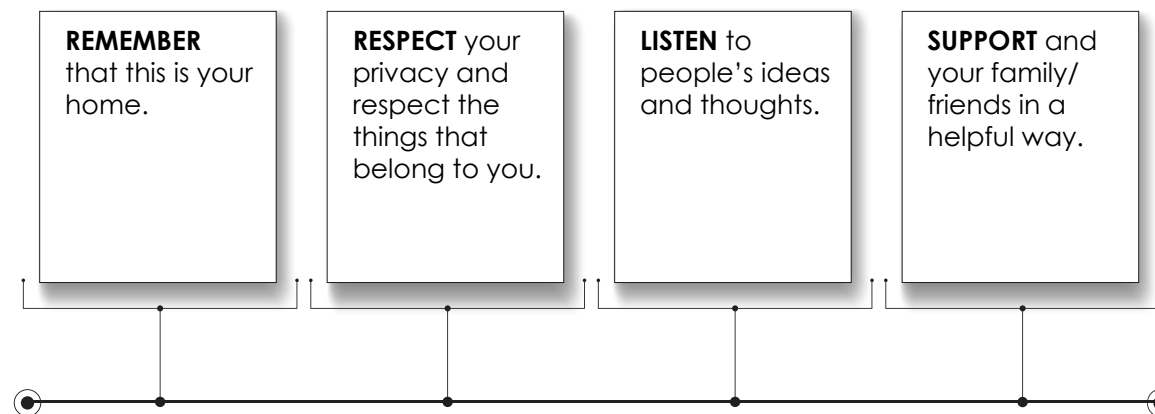 REMEMBER
that this is your
home.
RESPECT your
privacy and
respect the
things that
belong to you.
LISTEN to
people’s ideas
and thoughts.
SUPPORT and
your family/
friends in a
helpful way.